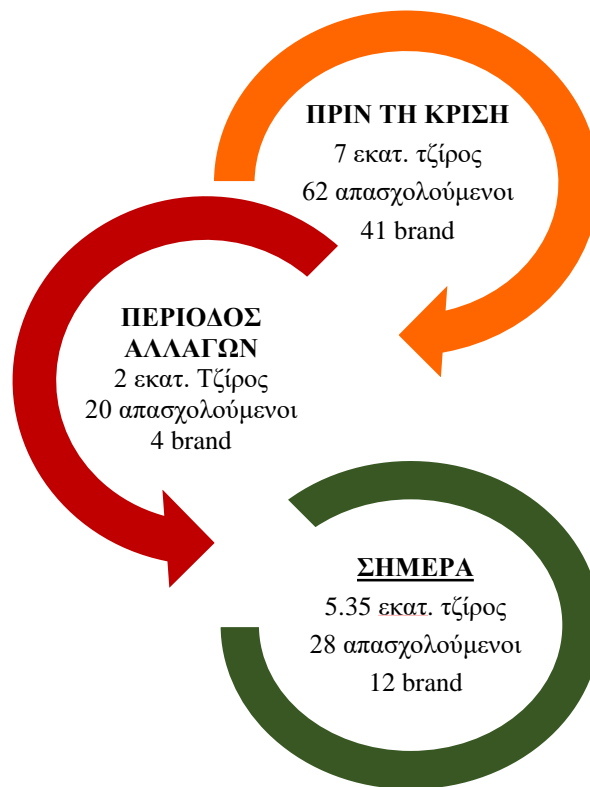 ΠΡΙΝ ΤΗ ΚΡΙΣΗ
7 εκατ. τζίρος
62 απασχολούμενοι
41 brand
ΠΕΡΙΟΔΟΣ
ΑΛΛΑΓΩΝ
2 εκατ. Τζίρος
20 απασχολούμενοι
4 brand
ΣΗΜΕΡΑ
5.35 εκατ. τζίρος
28 απασχολούμενοι
12 brand